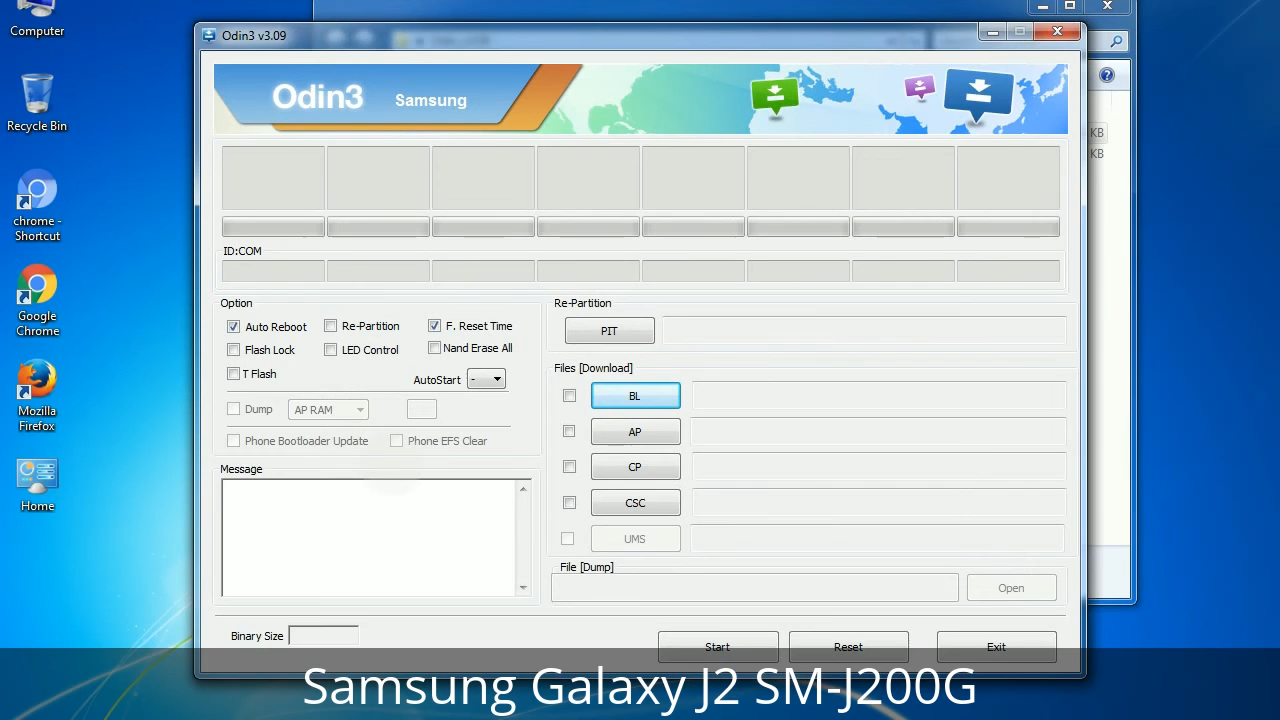 Computer
Recycle Bin
chrome -
Shortcut
Google
Chrome
Mozilla
Firefox
Home
Odin3 v3.09
Odin3 Samsung
ID:COM
Option
Auto Reboot
Re-Partition
F. Reset Time
Flash Lock
LED Control
Nand Erase All
T Flash
AutoStart -
Dump
AP RAM
Phone Bootloader Update
Phone EFS Clear
Message
Re-Partition
PIT
Files [Download]
BL
AP
CP
CSC
UMS
File [Dump]
Open
Binary Size
Start
Reset
Exit
KB
KB
Samsung Galaxy J2 SM-J200G